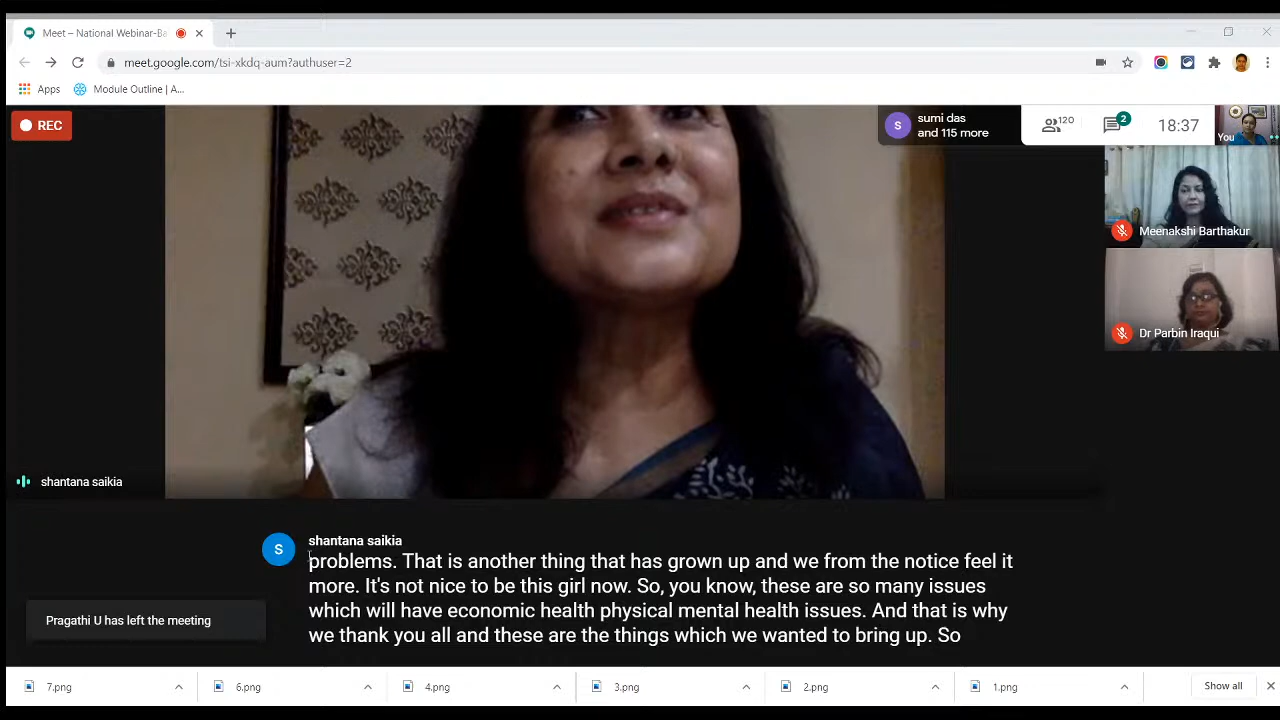 Meet – National Webinar-Ba
meet.google.com/tsi-xkdq-aum?authuser=2
Apps
Module Outline | A...
REC
S
sumi das
and 115 more
120
2
18:37
You
Meenakshi Barthakur
Dr Parbin Iraqui
shantana saikia
S
shantana saikia
problems. That is another thing that has grown up and we from the notice feel it
more. It's not nice to be this girl now. So, you know, these are so many issues
which will have economic health physical mental health issues. And that is why
we thank you all and these are the things which we wanted to bring up. So
Pragathi U has left the meeting
7.png
6.png
4.png
3.png
2.png
1.png
Show all